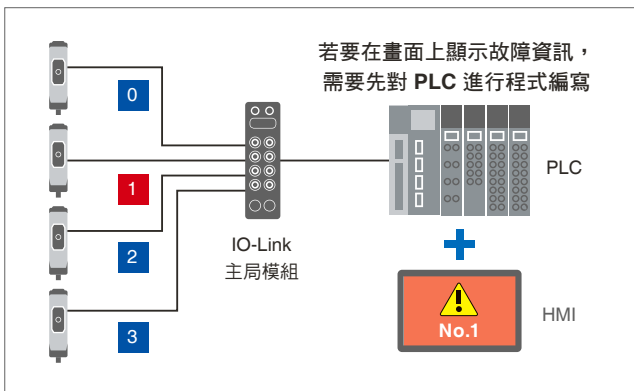 若要在畫面上顯示故障資訊，
需要先對 PLC 進行程式編寫
0
1
2
3
IO-Link
主局模組
PLC
No.1
HMI